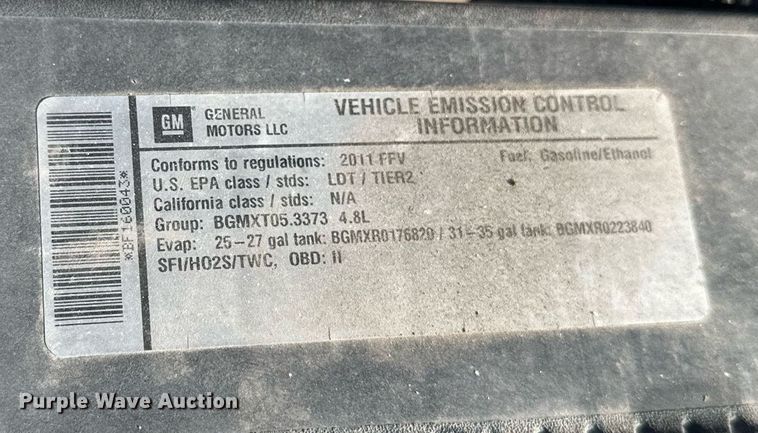 GM
GENERAL MOTORS LLC
VEHICLE EMISSION CONTROL INFORMATION
Conforms to regulations: 2011 FFV Fuel: Gasoline/Ethanol
U.S. EPA class / stds: LDT / TIER2
California class / stds: N/A
Group: BGMXT05.3373 4.8L
Evap: 25-27 gal tank: BGMXR0176820 / 31-35 gal tank: BGMXR0223840
SFI/HO2S/TWC, OBD: II
*BF160043*
Purple Wave Auction